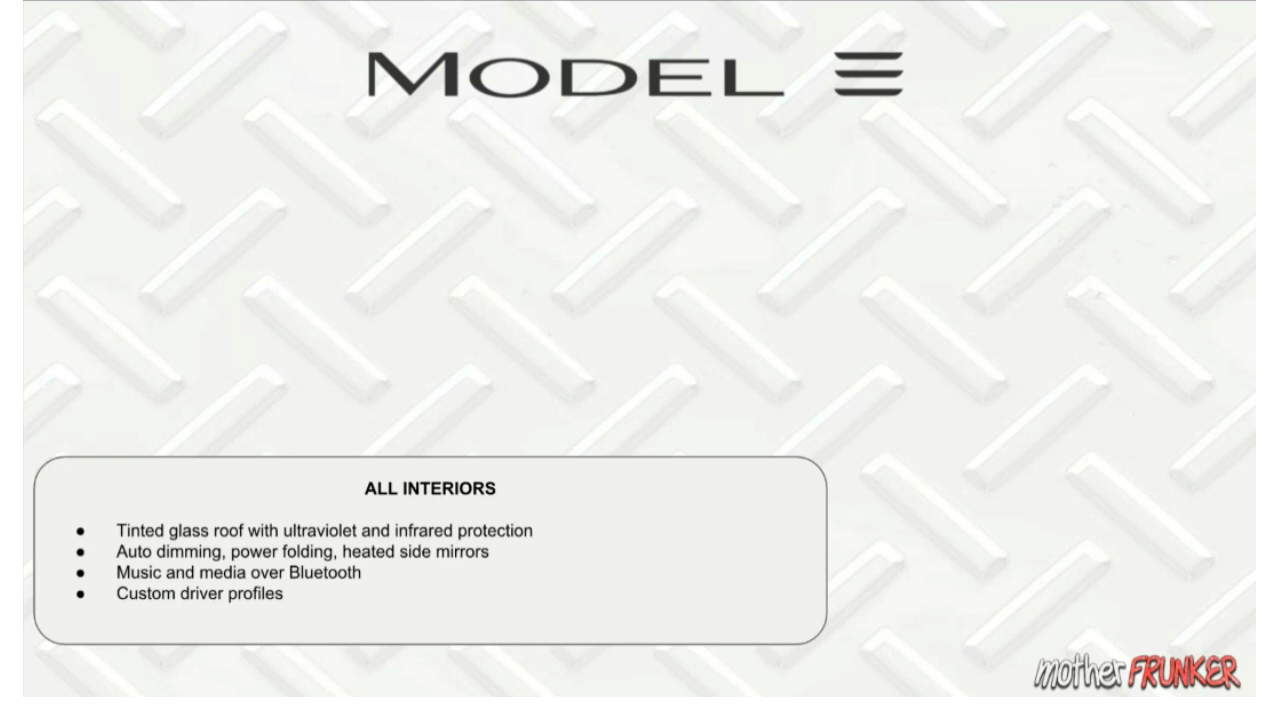 MODEL ☰
ALL INTERIORS
● Tinted glass roof with ultraviolet and infrared protection
● Auto dimming, power folding, heated side mirrors
● Music and media over Bluetooth
● Custom driver profiles
mother FRUNKER